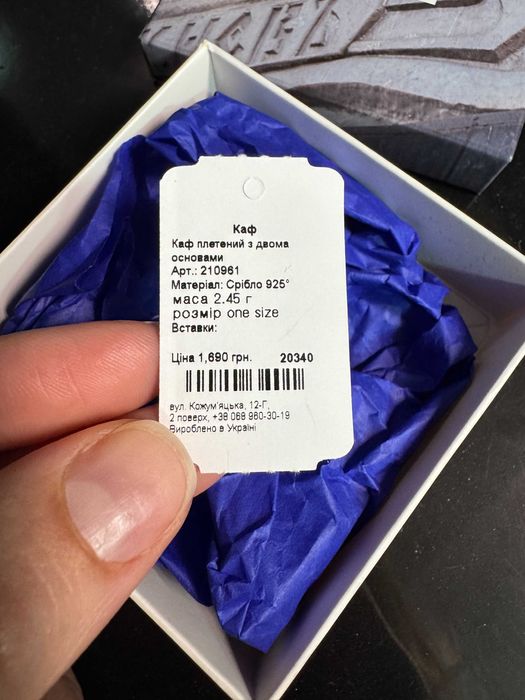 Каф
Каф плетений з двома
основами
Арт.: 210961
Матеріал: Срібло 925°
маса 2.45 г
розмір one size
Вставки:
Ціна 1,690 грн. 20340
вул. Кожум'яцька, 12-Г,
2 поверх, +38 068 960-30-19
Вироблено в Україні